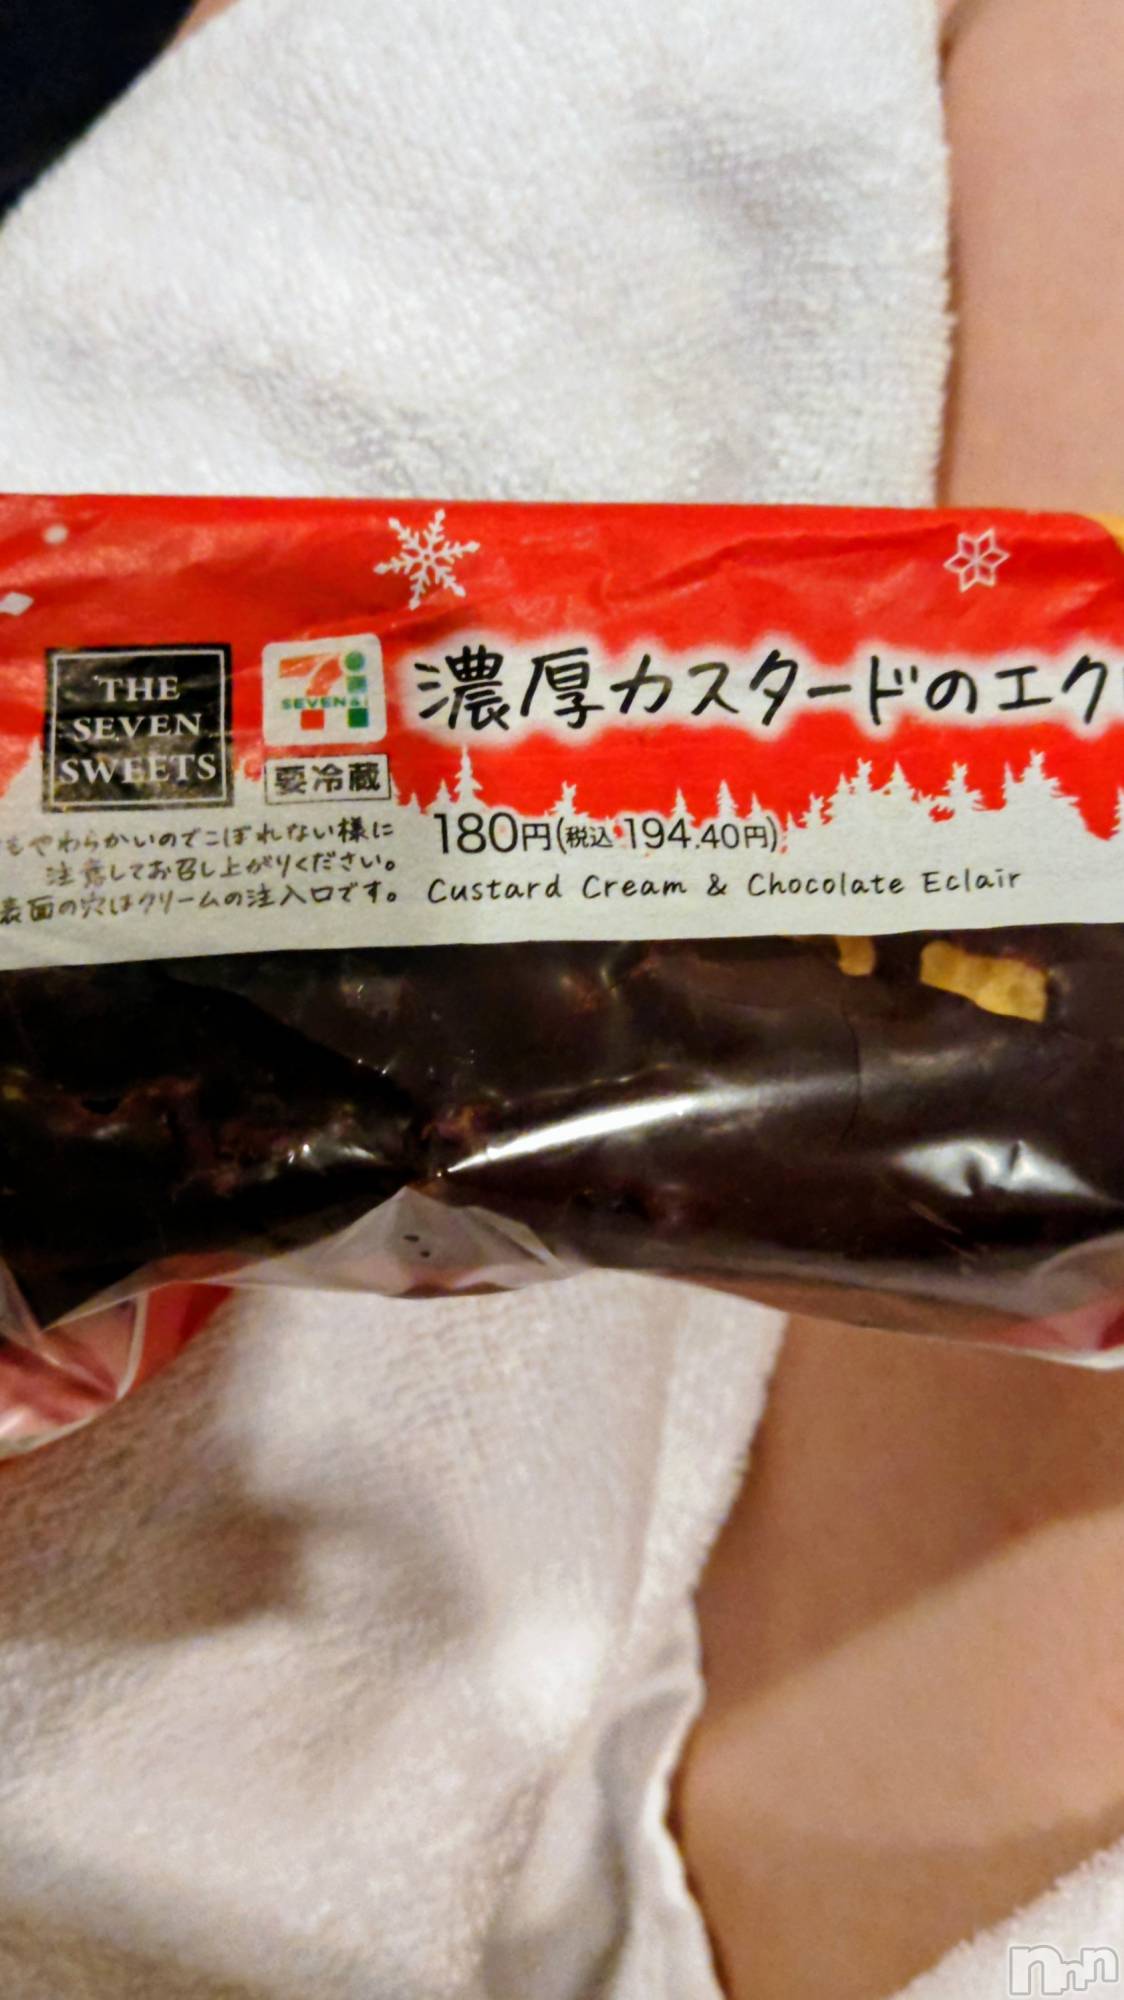 THE
SEVEN
SWEETS
SEVEN&i
要冷蔵
濃厚カスタードのエク
もやわらかいのでこぼれない様に
注意してお召し上がりください。
表面の穴はクリームの注入口です。
180円(税込 194.40円)
Custard Cream & Chocolate Eclair
nnn